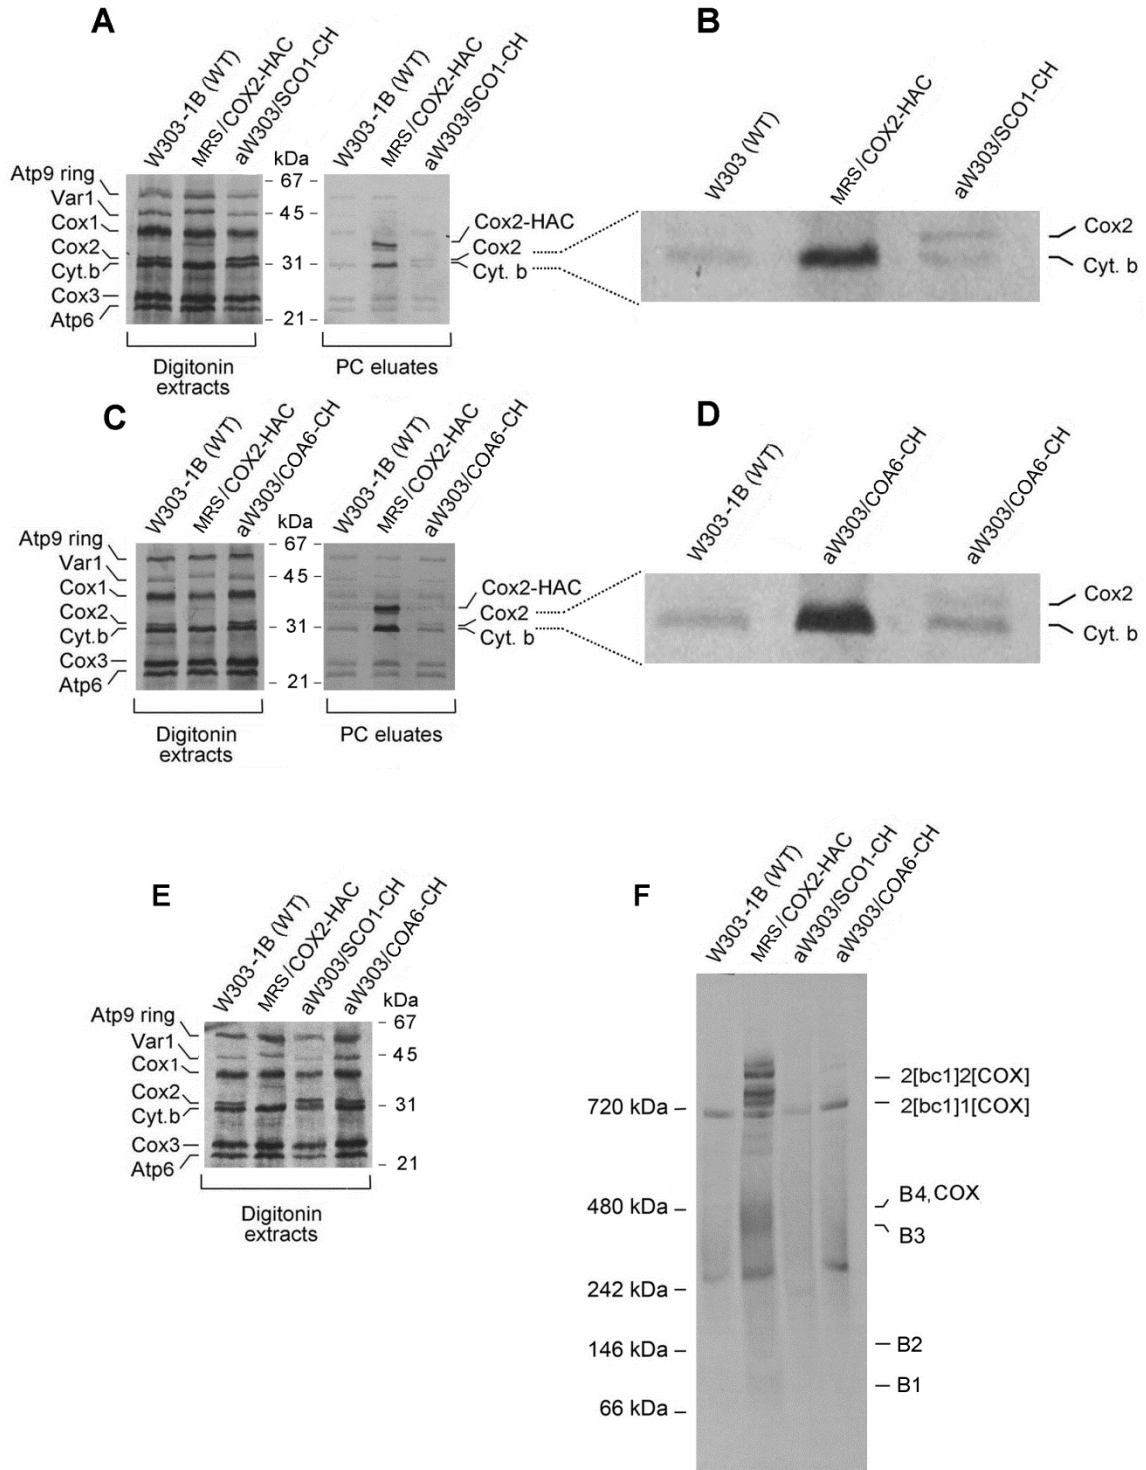 A
W303-1B (WT)
MRS/COX2-HAC
aW303/SCO1-CH
W303-1B (WT)
MRS/COX2-HAC
aW303/SCO1-CH
kDa
67
45
31
21
Atp9 ring
Var1
Cox1
Cox2
Cyt.b
Cox3
Atp6
Cox2-HAC
Cox2
Cyt. b
Digitonin
extracts
PC eluates
B
W303 (WT)
MRS/COX2-HAC
aW303/SCO1-CH
Cox2
Cyt. b
C
W303-1B (WT)
MRS/COX2-HAC
aW303/COA6-CH
W303-1B (WT)
MRS/COX2-HAC
aW303/COA6-CH
kDa
67
45
31
21
Atp9 ring
Var1
Cox1
Cox2
Cyt.b
Cox3
Atp6
Cox2-HAC
Cox2
Cyt. b
Digitonin
extracts
PC eluates
D
W303-1B (WT)
aW303/COA6-CH
aW303/COA6-CH
Cox2
Cyt. b
E
W303-1B (WT)
MRS/COX2-HAC
aW303/SCO1-CH
aW303/COA6-CH
kDa
67
45
31
21
Atp9 ring
Var1
Cox1
Cox2
Cyt.b
Cox3
Atp6
Digitonin
extracts
F
W303-1B (WT)
MRS/COX2-HAC
aW303/SCO1-CH
aW303/COA6-CH
720 kDa
480 kDa
242 kDa
146 kDa
66 kDa
2[bc1]2[COX]
2[bc1]1[COX]
B4,COX
B3
B2
B1